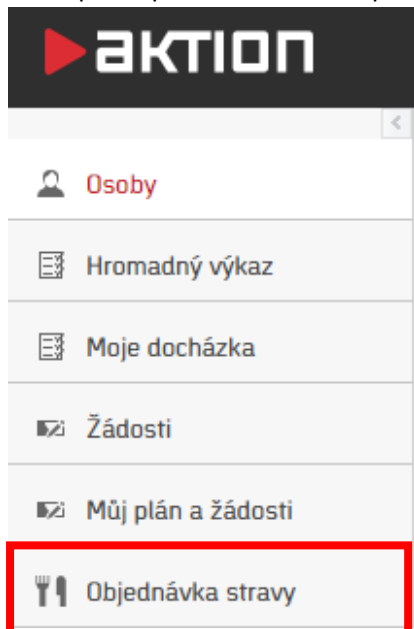 aktion
Osoby
Hromadný výkaz
Moje docházka
Žádosti
Můj plán a žádosti
Objednávka stravy